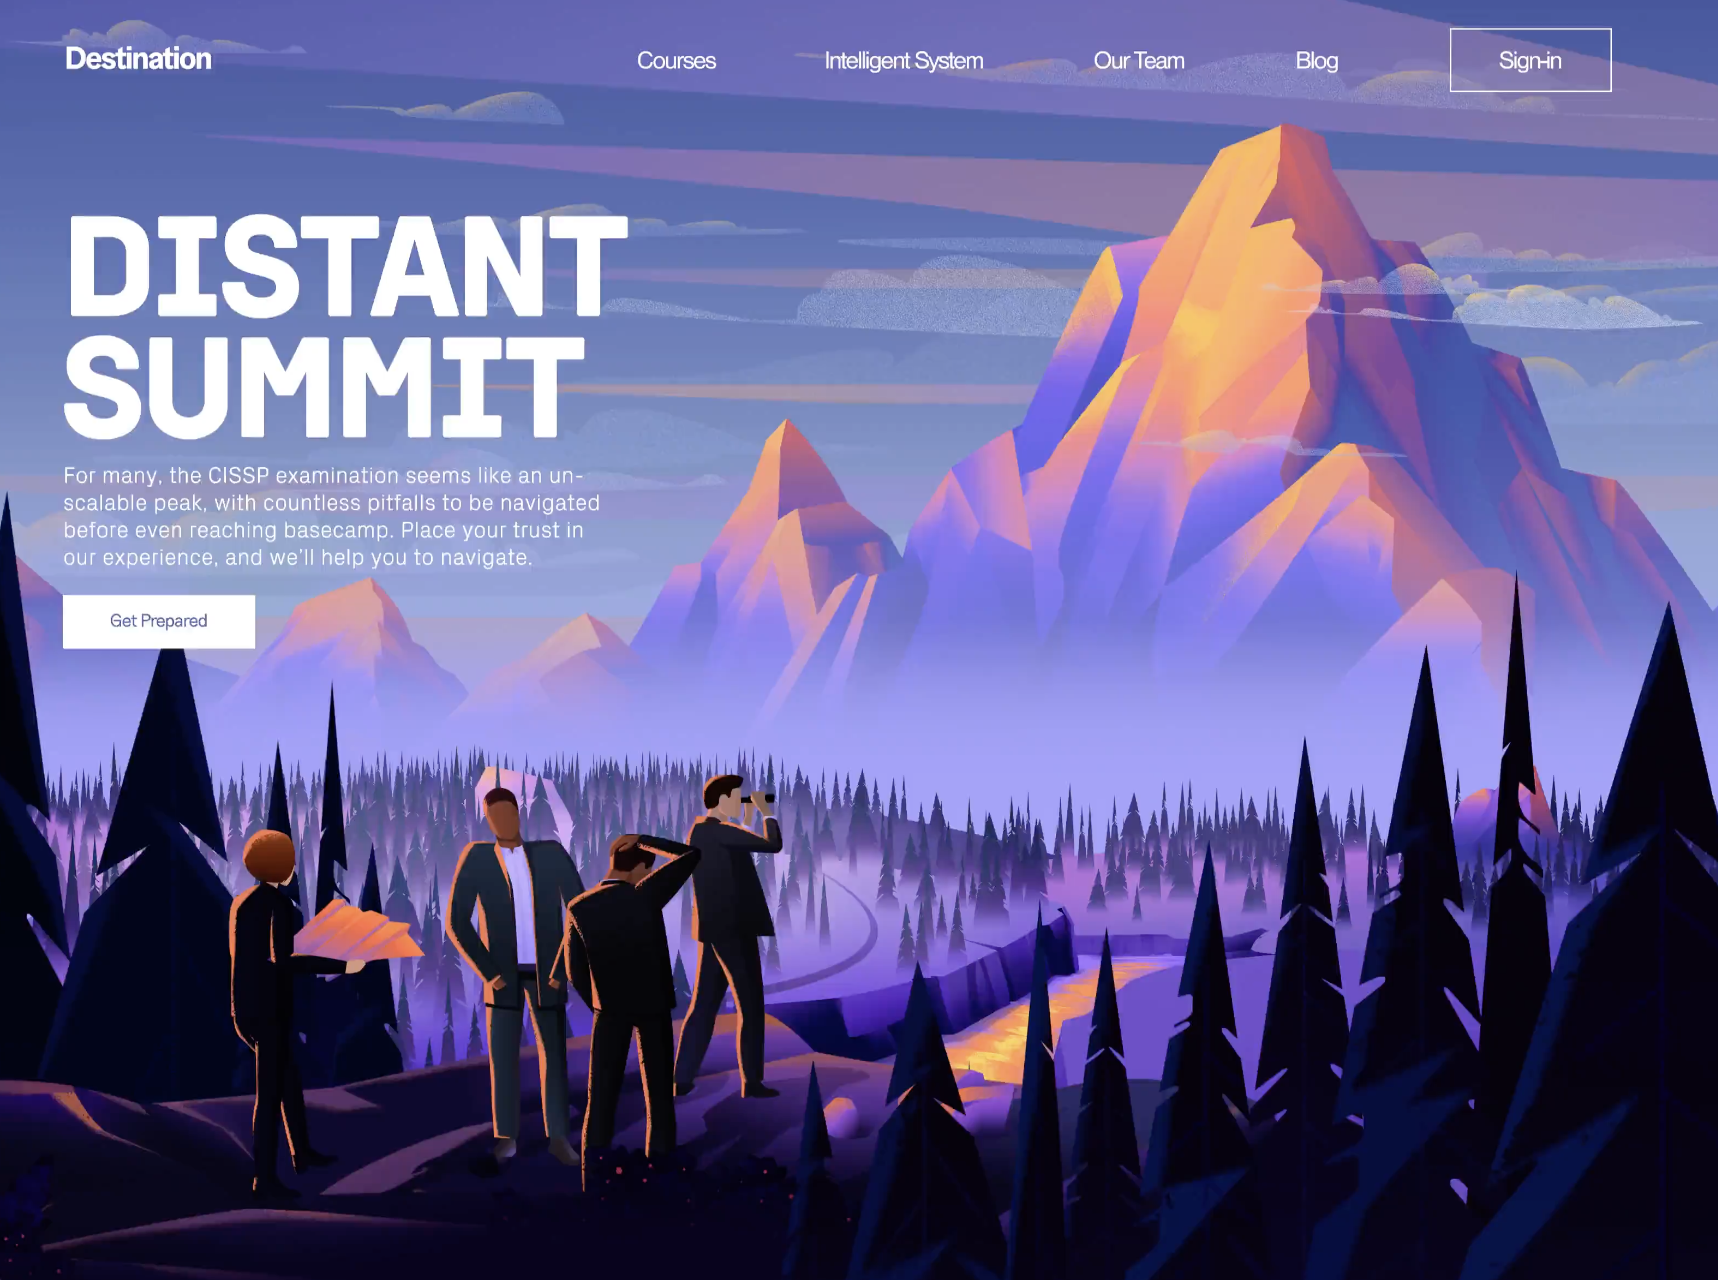 Destination
Courses
Intelligent System
Our Team
Blog
Sign-in
DISTANT
SUMMIT
For many, the CISSP examination seems like an un-
scalable peak, with countless pitfalls to be navigated
before even reaching basecamp. Place your trust in
our experience, and we'll help you to navigate.
Get Prepared